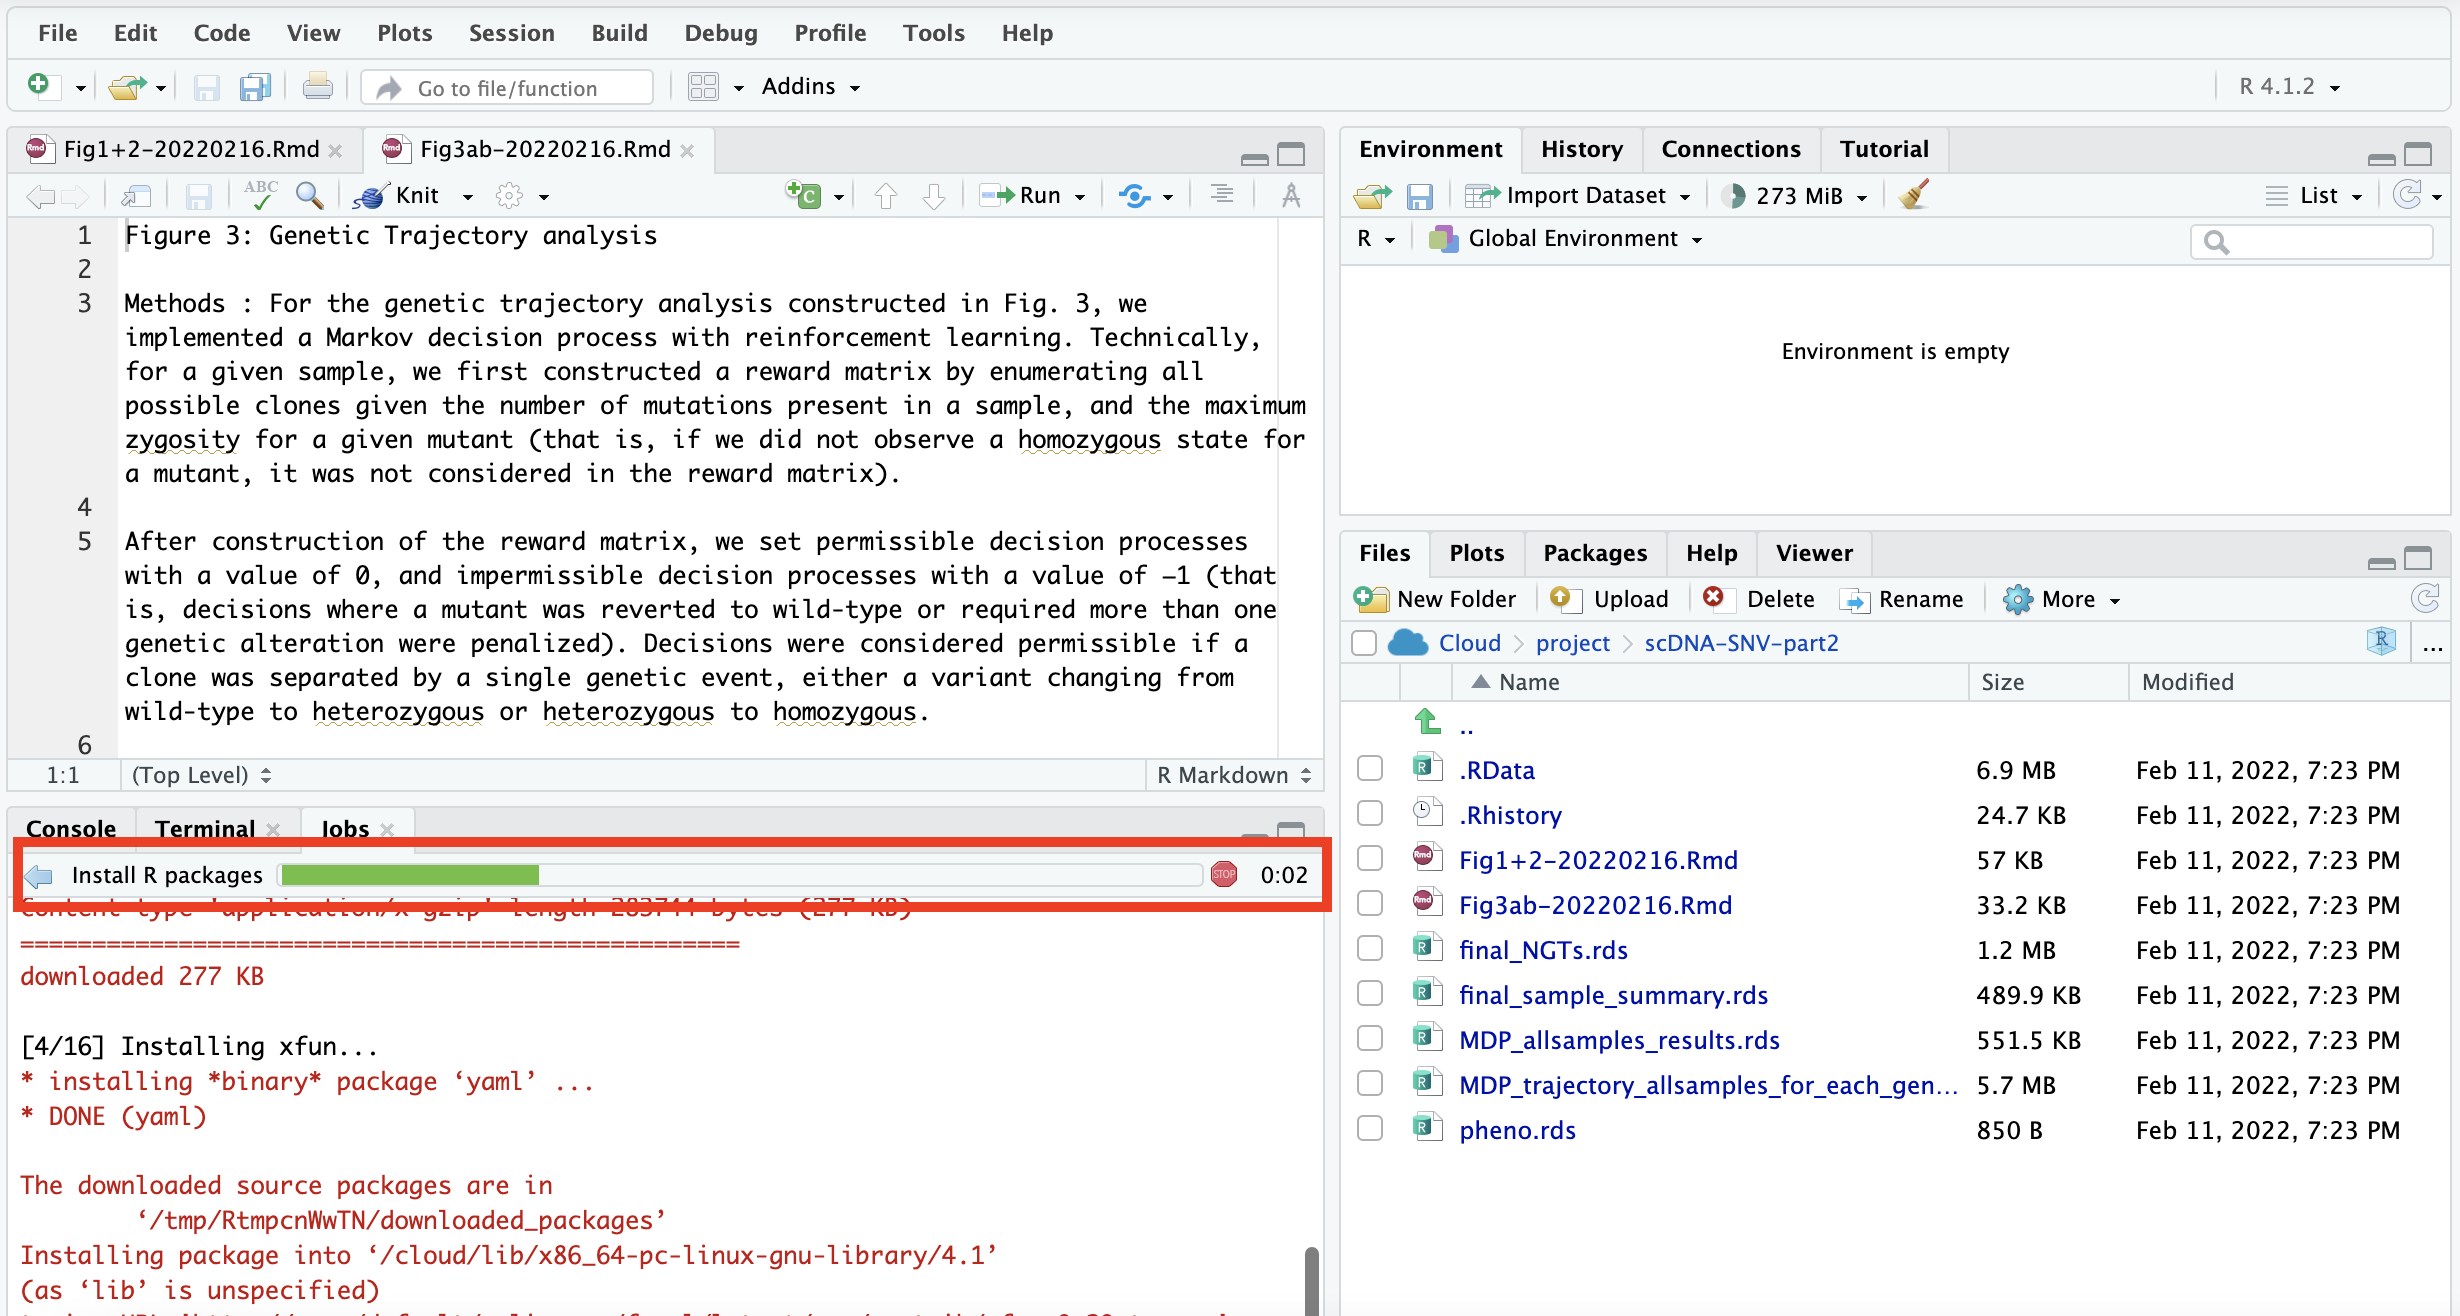 File Edit Code View Plots Session Build Debug Profile Tools Help
Go to file/function Addins R 4.1.2
Fig1+2-20220216.Rmd Fig3ab-20220216.Rmd
ABC Knit Run
1 Figure 3: Genetic Trajectory analysis
2
3 Methods : For the genetic trajectory analysis constructed in Fig. 3, we
implemented a Markov decision process with reinforcement learning. Technically,
for a given sample, we first constructed a reward matrix by enumerating all
possible clones given the number of mutations present in a sample, and the maximum
zygosity for a given mutant (that is, if we did not observe a homozygous state for
a mutant, it was not considered in the reward matrix).
4
5 After construction of the reward matrix, we set permissible decision processes
with a value of 0, and impermissible decision processes with a value of −1 (that
is, decisions where a mutant was reverted to wild-type or required more than one
genetic alteration were penalized). Decisions were considered permissible if a
clone was separated by a single genetic event, either a variant changing from
wild-type to heterozygous or heterozygous to homozygous.
6
1:1 (Top Level) R Markdown
Console Terminal Jobs
Install R packages STOP 0:02
Content type 'application/x-gzip' length 283744 bytes (277 KB)
==================================================
downloaded 277 KB
[4/16] Installing xfun...
* installing *binary* package ‘yaml’ ...
* DONE (yaml)
The downloaded source packages are in
‘/tmp/RtmpcnWwTN/downloaded_packages’
Installing package into ‘/cloud/lib/x86_64-pc-linux-gnu-library/4.1’
(as ‘lib’ is unspecified)
Environment History Connections Tutorial
Import Dataset 273 MiB List
R Global Environment
Environment is empty
Files Plots Packages Help Viewer
New Folder Upload Delete Rename More
Cloud project scDNA-SNV-part2 R ...
Name Size Modified
..
.RData 6.9 MB Feb 11, 2022, 7:23 PM
.Rhistory 24.7 KB Feb 11, 2022, 7:23 PM
Fig1+2-20220216.Rmd 57 KB Feb 11, 2022, 7:23 PM
Fig3ab-20220216.Rmd 33.2 KB Feb 11, 2022, 7:23 PM
final_NGTs.rds 1.2 MB Feb 11, 2022, 7:23 PM
final_sample_summary.rds 489.9 KB Feb 11, 2022, 7:23 PM
MDP_allsamples_results.rds 551.5 KB Feb 11, 2022, 7:23 PM
MDP_trajectory_allsamples_for_each_gen... 5.7 MB Feb 11, 2022, 7:23 PM
pheno.rds 850 B Feb 11, 2022, 7:23 PM